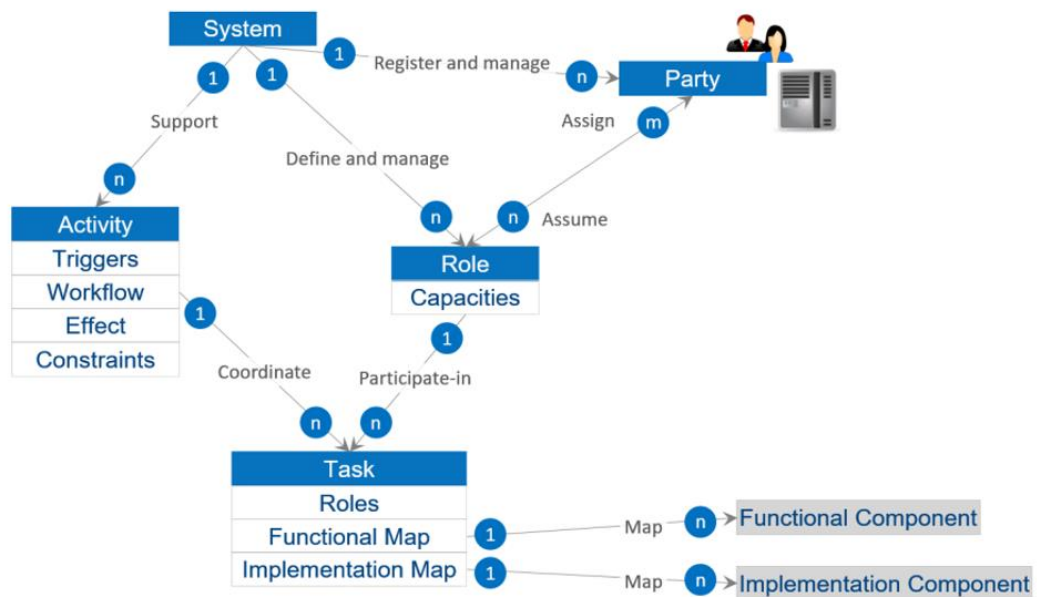 System
1
1
1
Register and manage
n
Party
Support
Assign
m
Define and manage
n
n
n
Assume
Activity
Triggers
Workflow
Effect
Constraints
Role
Capacities
1
1
Coordinate
Participate-in
n
n
Task
Roles
Functional Map
Implementation Map
1
Map
n
Functional Component
1
Map
n
Implementation Component